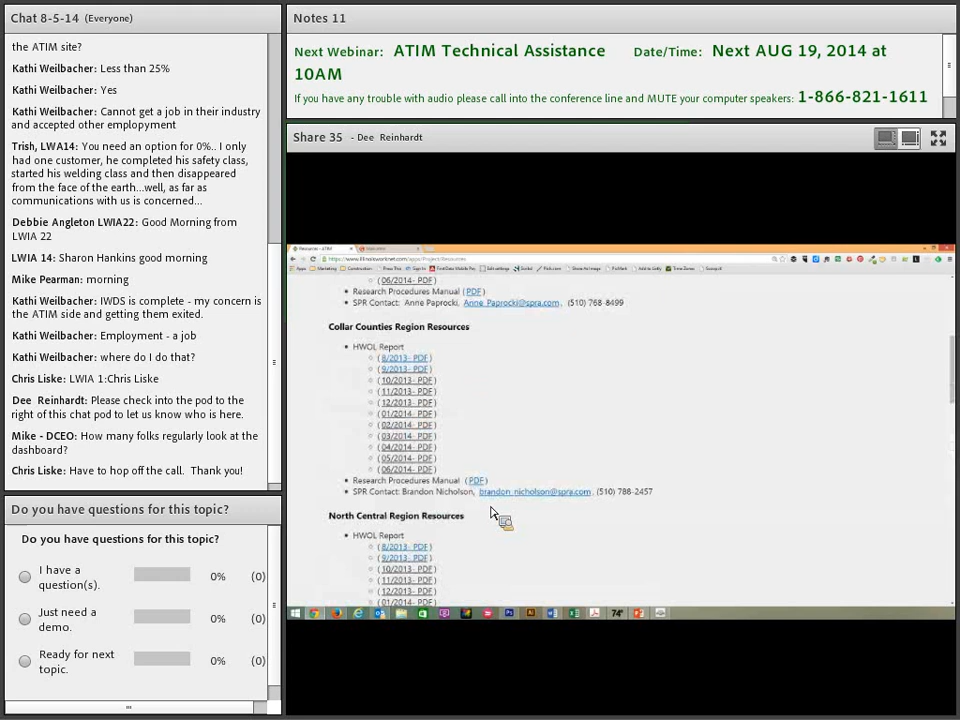 Chat 8-5-14 (Everyone)
the ATIM site?
Kathi Weilbacher: Less than 25%
Kathi Weilbacher: Yes
Kathi Weilbacher: Cannot get a job in their industry
and accepted other emplopyment
Trish, LWA14: You need an option for 0%.. I only
had one customer, he completed his safety class,
started his welding class and then disappeared
from the face of the earth...well, as far as
communications with us is concerned...
Debbie Angleton LWIA22: Good Morning from
LWIA 22
LWIA 14: Sharon Hankins good morning
Mike Pearman: morning
Kathi Weilbacher: IWDS is complete - my concern is
the ATIM side and getting them exited.
Kathi Weilbacher: Employment - a job
Kathi Weilbacher: where do I do that?
Chris Liske: LWIA 1:Chris Liske
Dee Reinhardt: Please check into the pod to the
right of this chat pod to let us know who is here.
Mike - DCEO: How many folks regularly look at the
dashboard?
Chris Liske: Have to hop off the call. Thank you!
Do you have questions for this topic?
Do you have questions for this topic?
I have a
question(s).
0% (0)
Just need a
demo.
0% (0)
Ready for next
topic.
0% (0)
Notes 11
Next Webinar: ATIM Technical Assistance Date/Time: Next AUG 19, 2014 at
10AM
If you have any trouble with audio please call into the conference line and MUTE your computer speakers: 1-866-821-1611
Share 35 - Dee Reinhardt
(06/2014- PDF)
Research Procedures Manual (PDF)
SPR Contact: Anne Paprocki, Anne_Paprocki@spra.com, (510) 768-8499
Collar Counties Region Resources
HWOL Report
(8/2013- PDF)
(9/2013- PDF)
(10/2013- PDF)
(11/2013- PDF)
(12/2013- PDF)
(01/2014- PDF)
(02/2014- PDF)
(03/2014- PDF)
(04/2014- PDF)
(05/2014- PDF)
(06/2014- PDF)
Research Procedures Manual (PDF)
SPR Contact: Brandon Nicholson, brandon_nicholson@spra.com, (510) 788-2457
North Central Region Resources
HWOL Report
(8/2013- PDF)
(9/2013- PDF)
(10/2013- PDF)
(11/2013- PDF)
(12/2013- PDF)
(01/2014- PDF)
74°